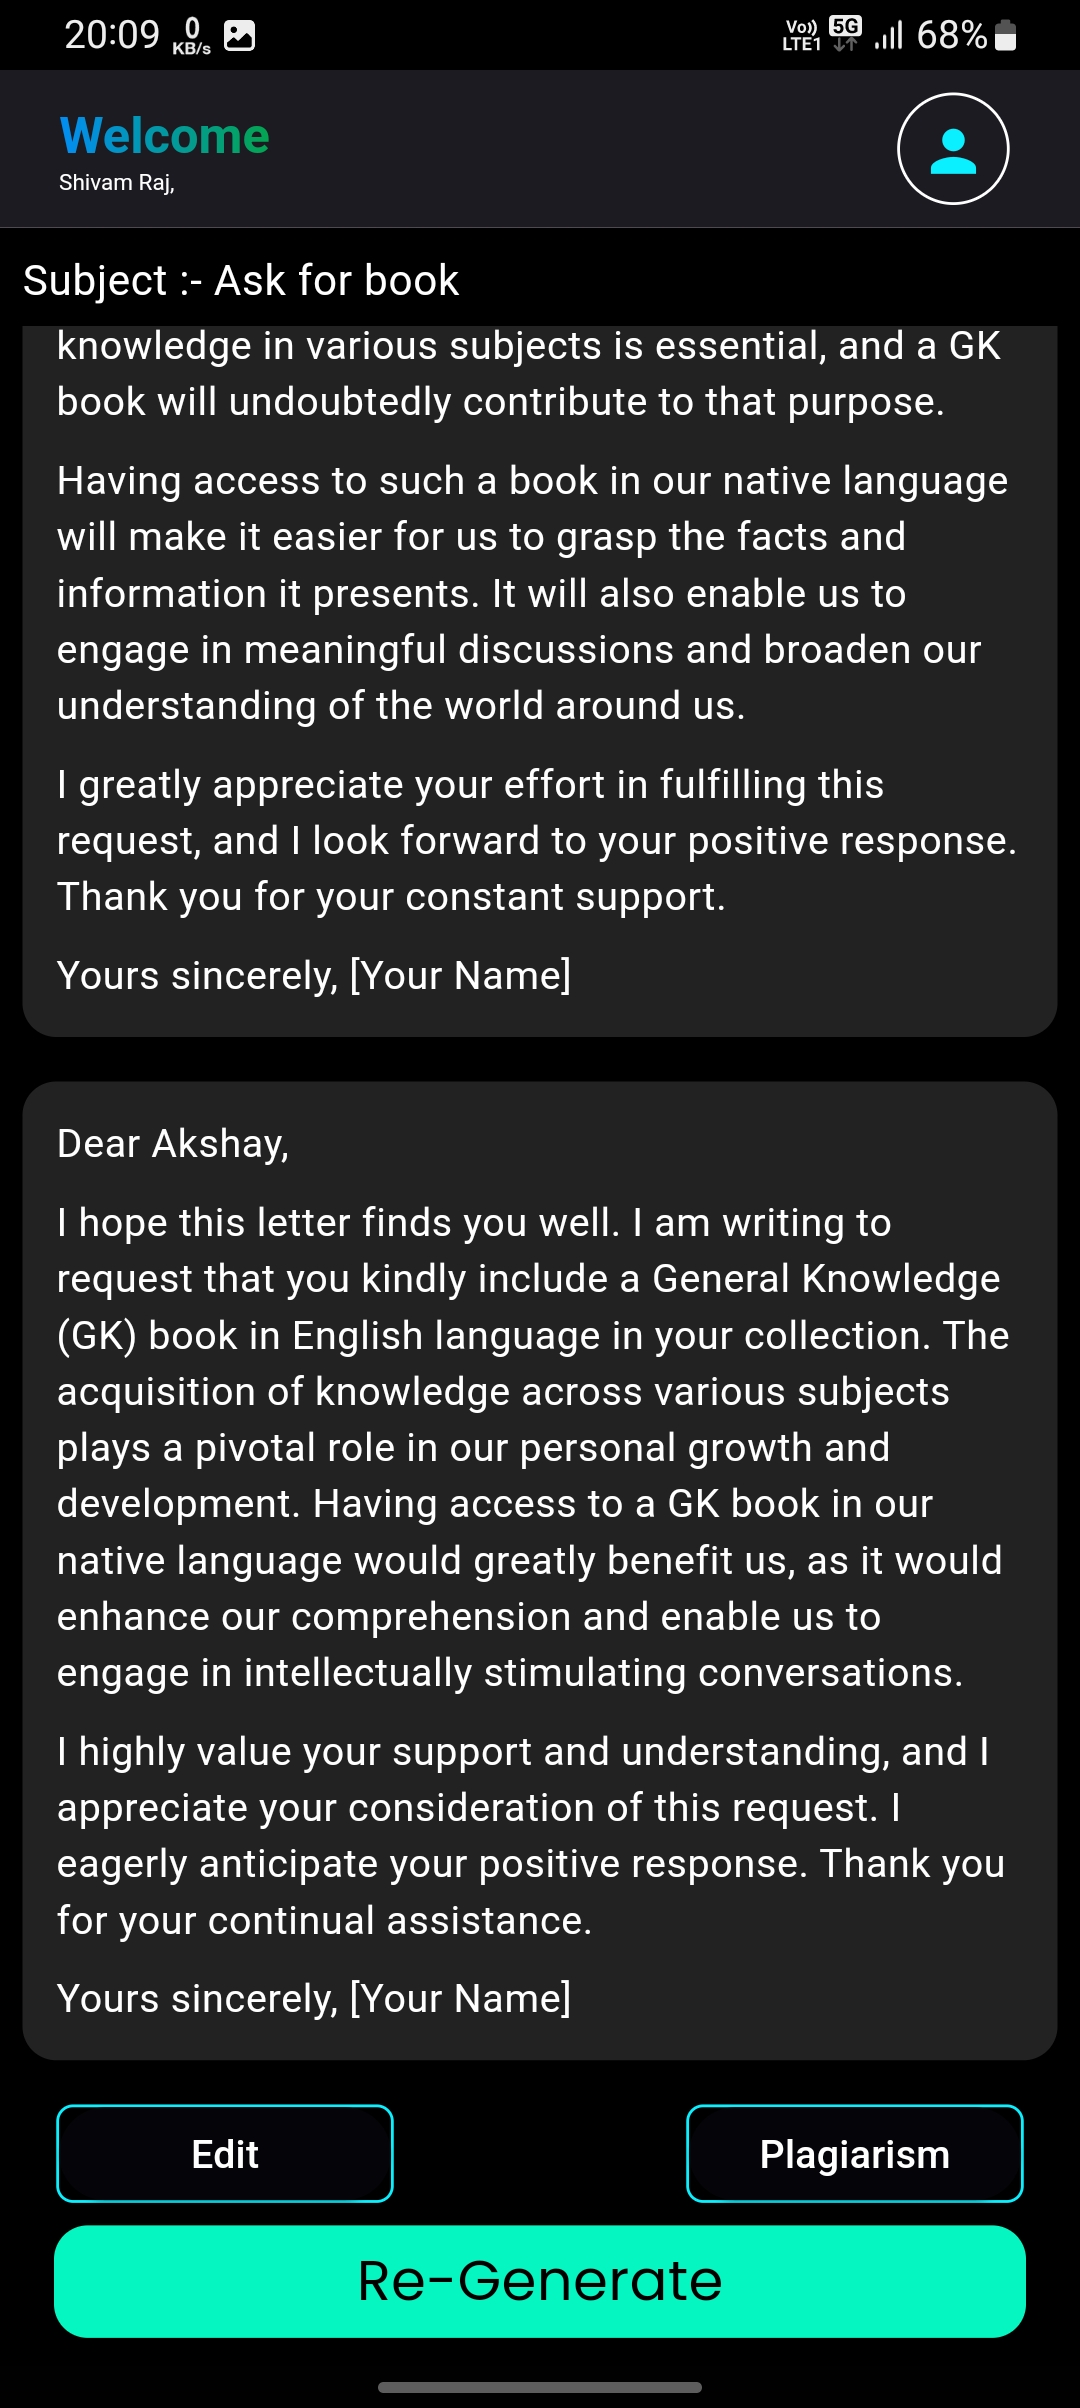 20:09 0 KB/s Vo)) LTE1 5G 68%
Welcome
Shivam Raj,
Subject :- Ask for book
knowledge in various subjects is essential, and a GK
book will undoubtedly contribute to that purpose.
Having access to such a book in our native language
will make it easier for us to grasp the facts and
information it presents. It will also enable us to
engage in meaningful discussions and broaden our
understanding of the world around us.
I greatly appreciate your effort in fulfilling this
request, and I look forward to your positive response.
Thank you for your constant support.
Yours sincerely, [Your Name]
Dear Akshay,
I hope this letter finds you well. I am writing to
request that you kindly include a General Knowledge
(GK) book in English language in your collection. The
acquisition of knowledge across various subjects
plays a pivotal role in our personal growth and
development. Having access to a GK book in our
native language would greatly benefit us, as it would
enhance our comprehension and enable us to
engage in intellectually stimulating conversations.
I highly value your support and understanding, and I
appreciate your consideration of this request. I
eagerly anticipate your positive response. Thank you
for your continual assistance.
Yours sincerely, [Your Name]
Edit Plagiarism
Re-Generate